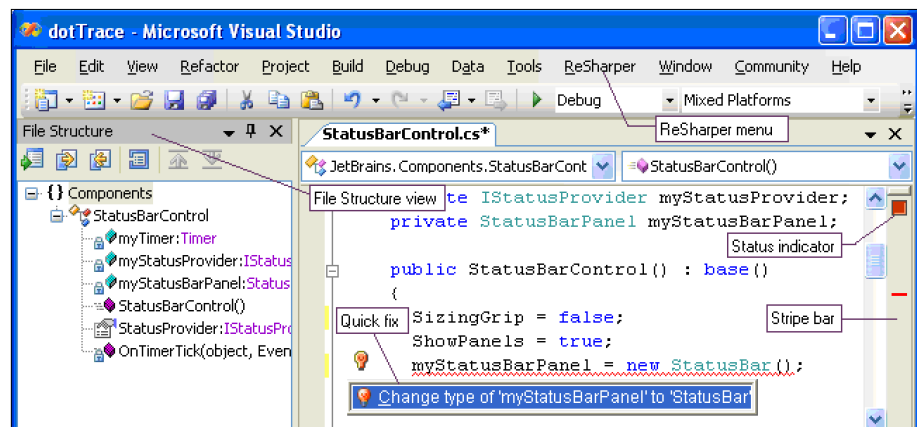 dotTrace - Microsoft Visual Studio
File Edit View Refactor Project Build Debug Data Tools ReSharper Window Community Help
Debug Mixed Platforms
File Structure
StatusBarControl.cs*
ReSharper menu
JetBrains.Components.StatusBarCont
StatusBarControl()
{} Components
StatusBarControl
myTimer:Timer
myStatusProvider:IStatus
myStatusBarPanel:Status
StatusBarControl()
StatusProvider:IStatusPro
OnTimerTick(object, Even
File Structure view
te IStatusProvider myStatusProvider;
private StatusBarPanel myStatusBarPanel;
Status indicator
public StatusBarControl() : base()
{
Quick fix
SizingGrip = false;
Stripe bar
ShowPanels = true;
myStatusBarPanel = new StatusBar();
Change type of 'myStatusBarPanel' to 'StatusBar'